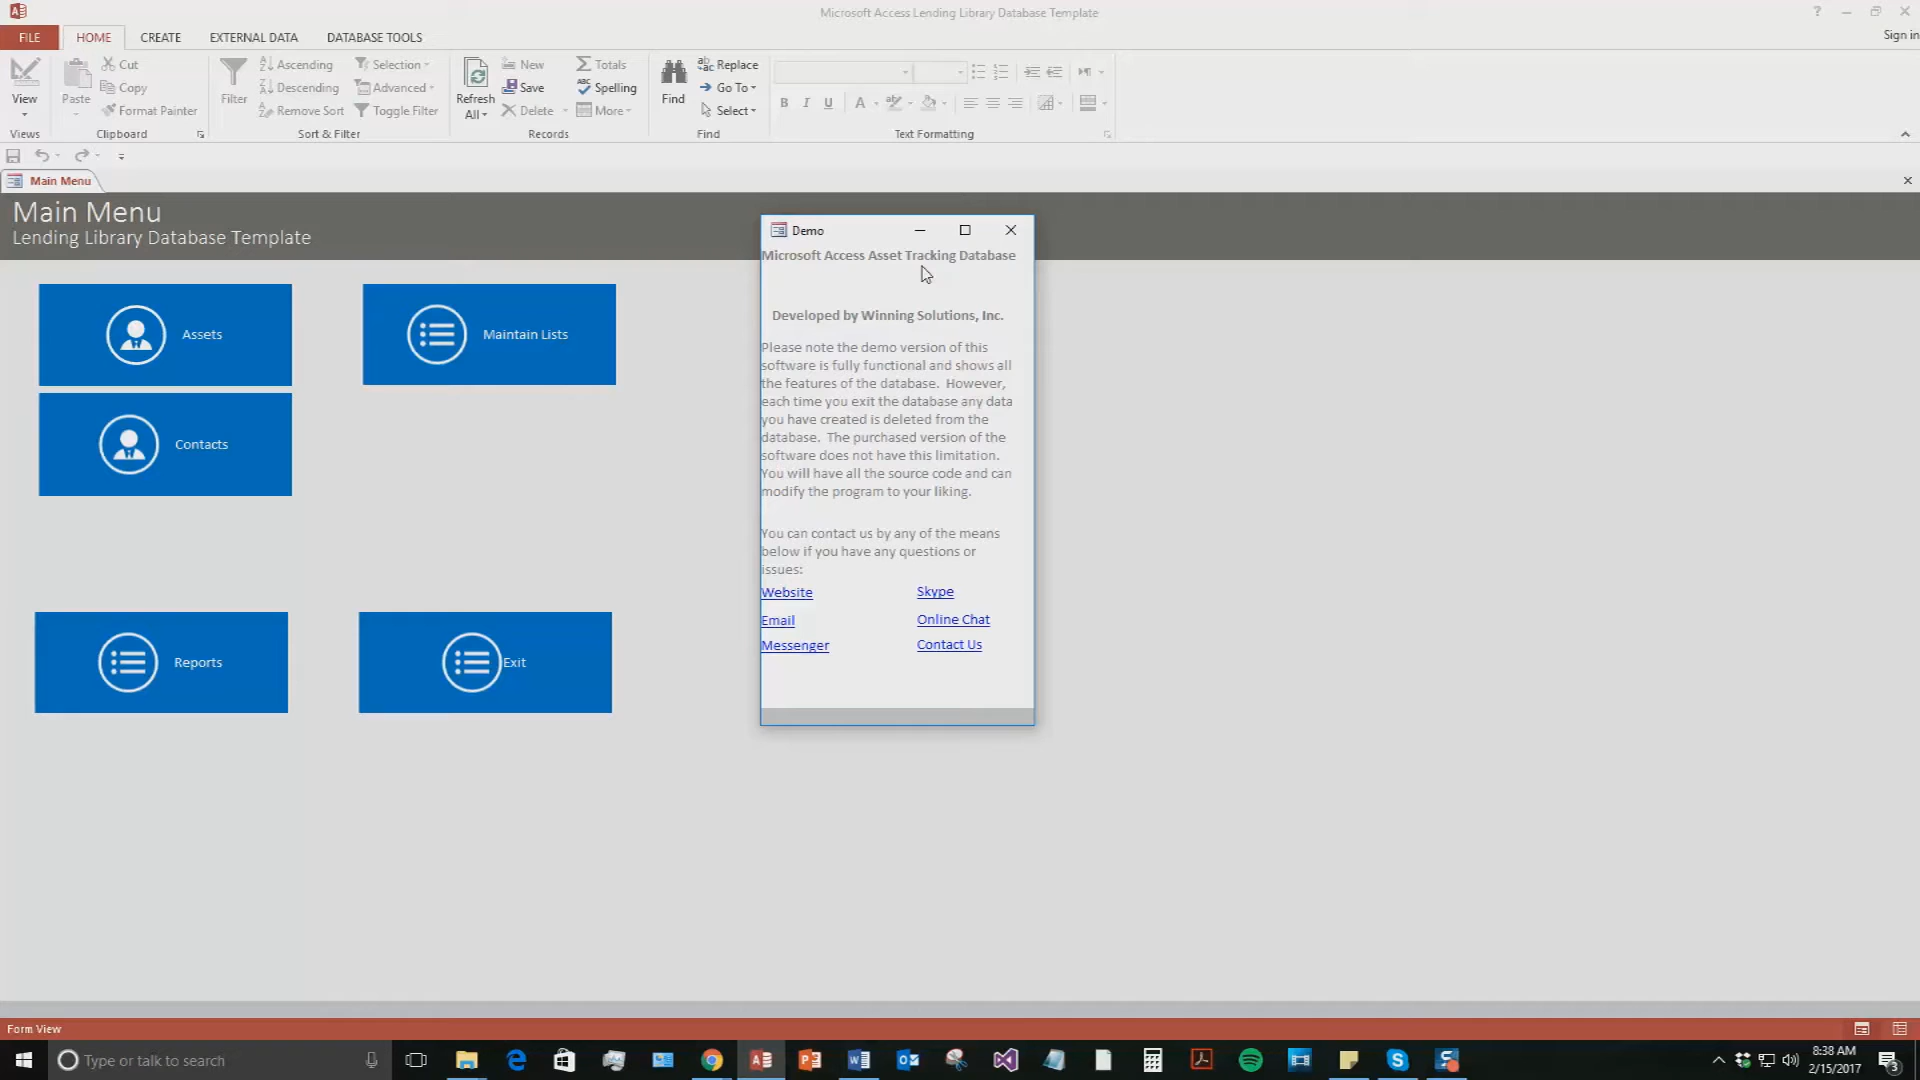 Microsoft Access Lending Library Database Template
?
FILE HOME CREATE EXTERNAL DATA DATABASE TOOLS
Sign in
View
Views
Paste
Cut
Copy
Format Painter
Clipboard
Filter
Ascending
Descending
Remove Sort
Selection
Advanced
Toggle Filter
Sort & Filter
Refresh
All
New
Save
Delete
Totals
Spelling
More
Records
Find
Replace
Go To
Select
Find
B I U A
Text Formatting
Main Menu
Main Menu
Lending Library Database Template
Assets
Maintain Lists
Contacts
Reports
Exit
Demo
Microsoft Access Asset Tracking Database
Developed by Winning Solutions, Inc.
Please note the demo version of this
software is fully functional and shows all
the features of the database. However,
each time you exit the database any data
you have created is deleted from the
database. The purchased version of the
software does not have this limitation.
You will have all the source code and can
modify the program to your liking.
You can contact us by any of the means
below if you have any questions or
issues:
Website Skype
Email Online Chat
Messenger Contact Us
Form View
Type or talk to search
8:38 AM
2/15/2017
3